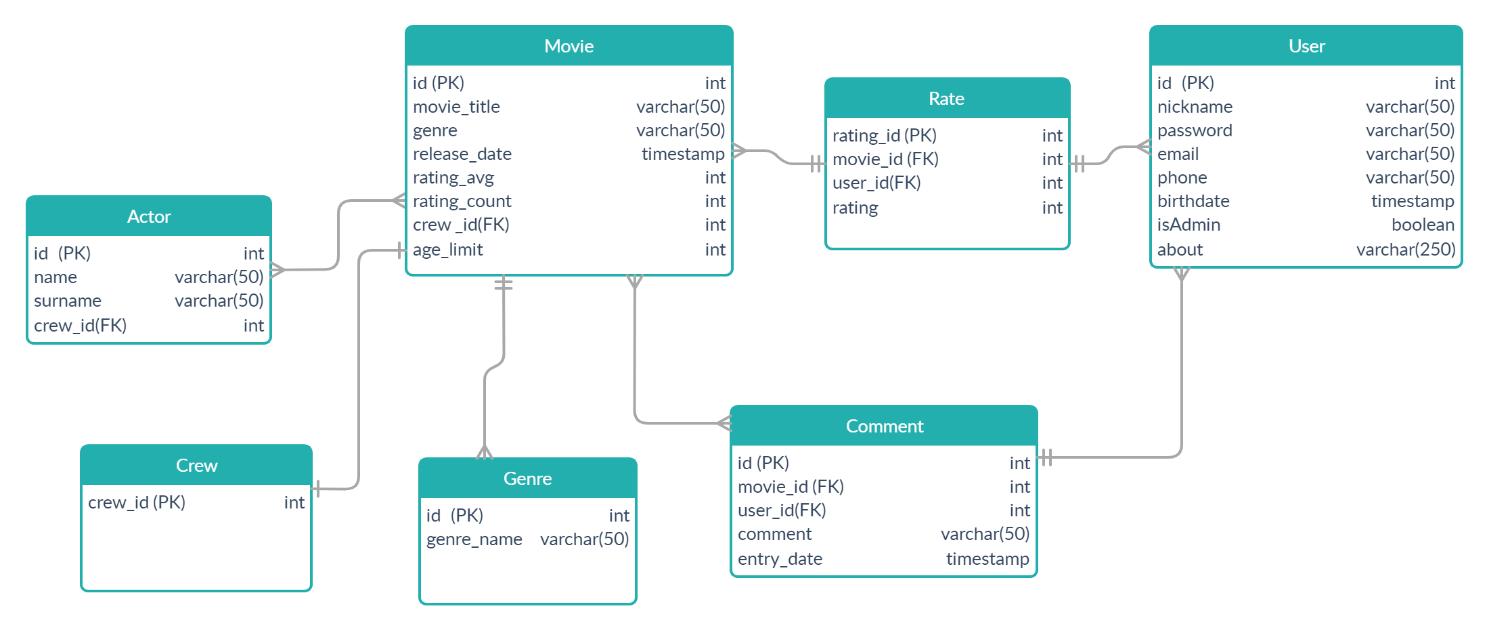 Movie
id (PK) int
movie_title varchar(50)
genre varchar(50)
release_date timestamp
rating_avg int
rating_count int
crew _id(FK) int
age_limit int
Rate
rating_id (PK) int
movie_id (FK) int
user_id(FK) int
rating int
User
id (PK) int
nickname varchar(50)
password varchar(50)
email varchar(50)
phone varchar(50)
birthdate timestamp
isAdmin boolean
about varchar(250)
Actor
id (PK) int
name varchar(50)
surname varchar(50)
crew_id(FK) int
Crew
crew_id (PK) int
Genre
id (PK) int
genre_name varchar(50)
Comment
id (PK) int
movie_id (FK) int
user_id(FK) int
comment varchar(50)
entry_date timestamp